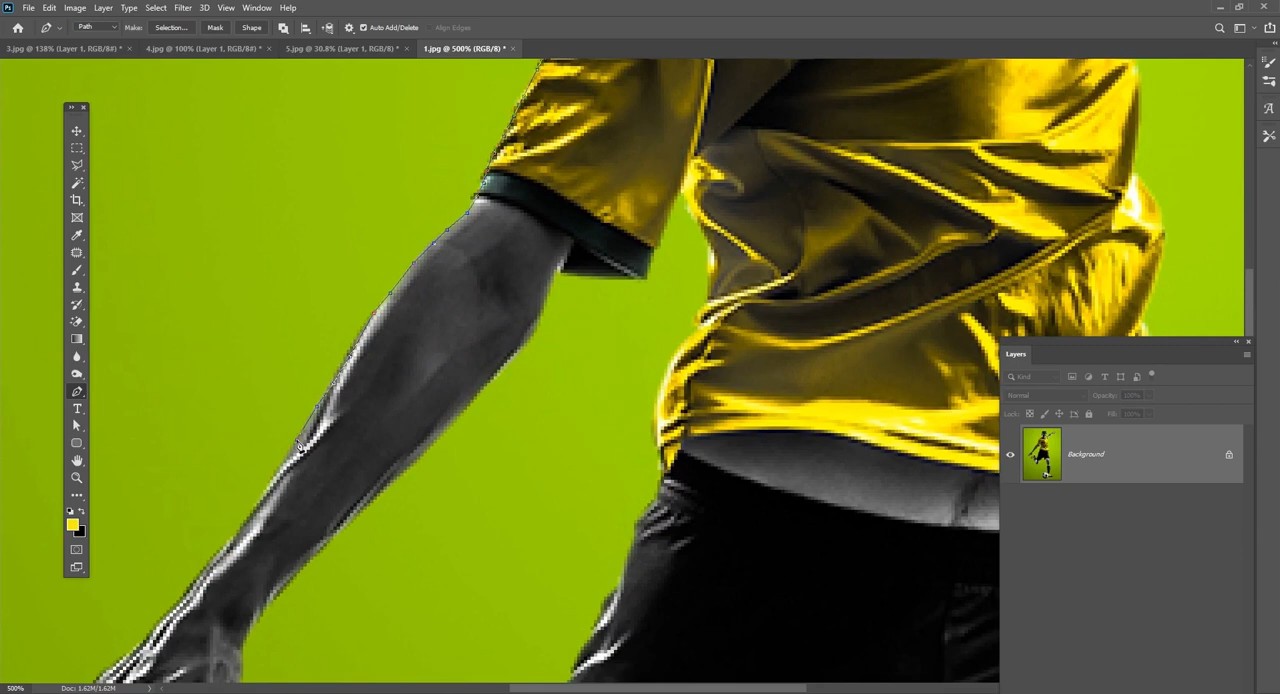 Ps File Edit Image Layer Type Select Filter 3D View Window Help
Path Make: Selection... Mask Shape Auto Add/Delete Align Edges
3.jpg @ 138% (Layer 1, RGB/8#) * × 4.jpg @ 100% (Layer 1, RGB/8#) * × 5.jpg @ 30.8% (Layer 1, RGB/8) * × 1.jpg @ 500% (RGB/8) * ×
Layers
Kind
Normal Opacity: 100%
Lock: Fill: 100%
Background
500% Doc: 1.62M/1.62M